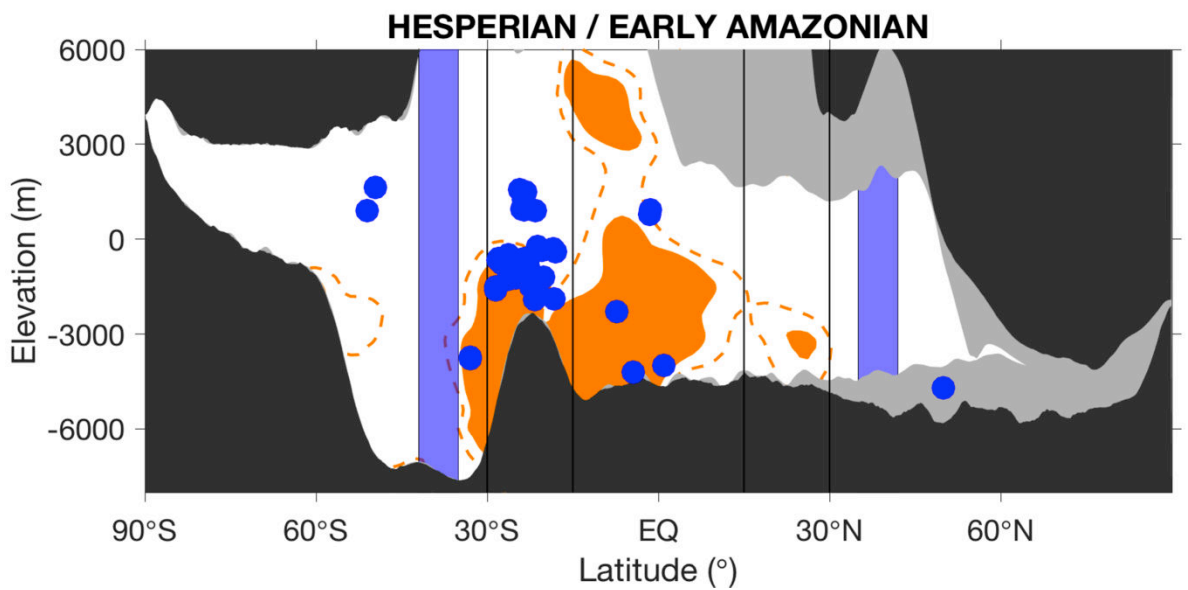 HESPERIAN / EARLY AMAZONIAN
6000
3000
0
-3000
-6000
Elevation (m)
90°S 60°S 30°S EQ 30°N 60°N
Latitude (°)